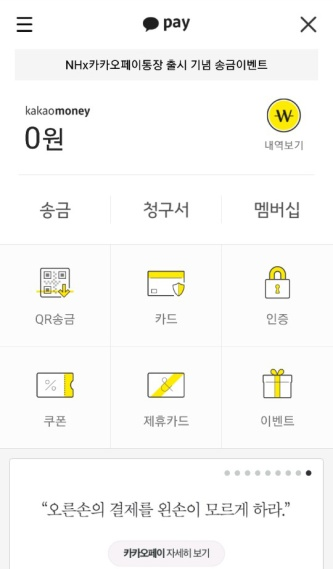 pay
NHx카카오페이통장 출시 기념 송금이벤트
kakaomoney
0원
₩
내역보기
송금 청구서 멤버십
QR송금 카드 인증
쿠폰 제휴카드 이벤트
“오른손의 결제를 왼손이 모르게 하라.”
카카오페이 자세히 보기